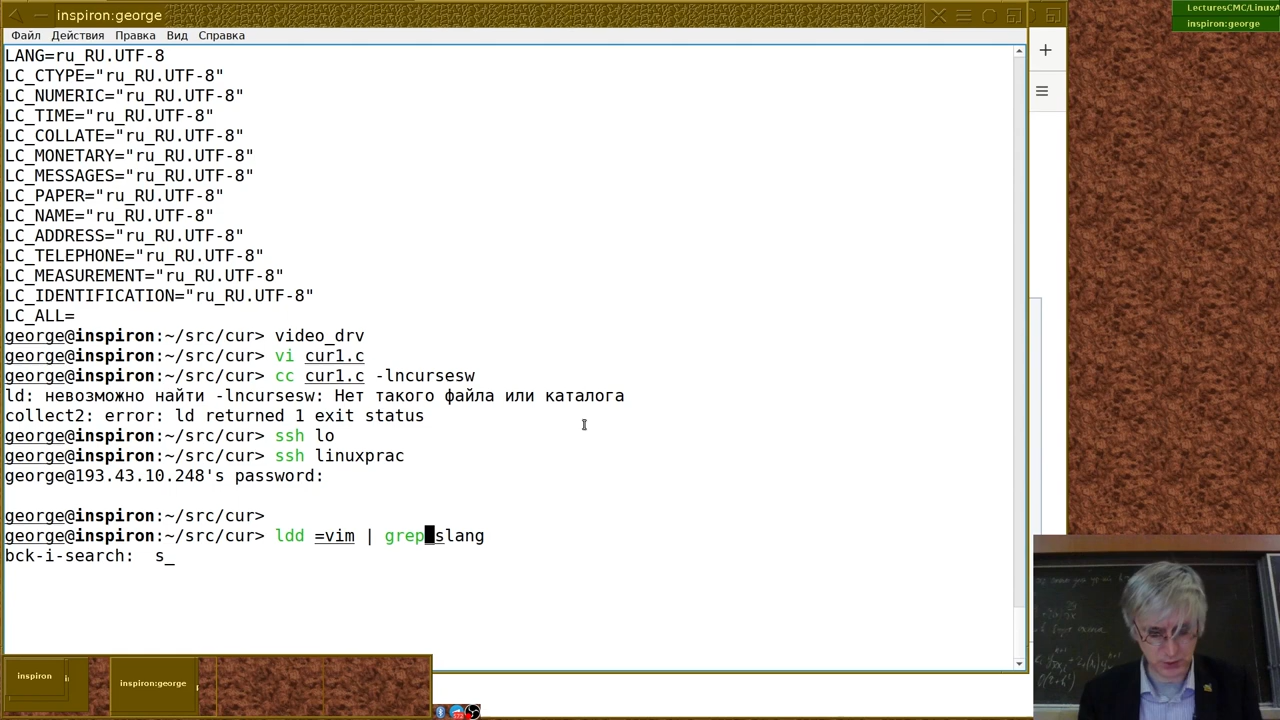 inspiron:george
Файл Действия Правка Вид Справка
LANG=ru_RU.UTF-8
LC_CTYPE="ru_RU.UTF-8"
LC_NUMERIC="ru_RU.UTF-8"
LC_TIME="ru_RU.UTF-8"
LC_COLLATE="ru_RU.UTF-8"
LC_MONETARY="ru_RU.UTF-8"
LC_MESSAGES="ru_RU.UTF-8"
LC_PAPER="ru_RU.UTF-8"
LC_NAME="ru_RU.UTF-8"
LC_ADDRESS="ru_RU.UTF-8"
LC_TELEPHONE="ru_RU.UTF-8"
LC_MEASUREMENT="ru_RU.UTF-8"
LC_IDENTIFICATION="ru_RU.UTF-8"
LC_ALL=
george@inspiron:~/src/cur> video_drv
george@inspiron:~/src/cur> vi cur1.c
george@inspiron:~/src/cur> cc cur1.c -lncursesw
ld: невозможно найти -lncursesw: Нет такого файла или каталога
collect2: error: ld returned 1 exit status
george@inspiron:~/src/cur> ssh lo
george@inspiron:~/src/cur> ssh linuxprac
george@193.43.10.248's password:
george@inspiron:~/src/cur>
george@inspiron:~/src/cur> ldd =vim | grep slang
bck-i-search: s_
LecturesCMC/LinuxA
inspiron:george
inspiron
inspiron:george